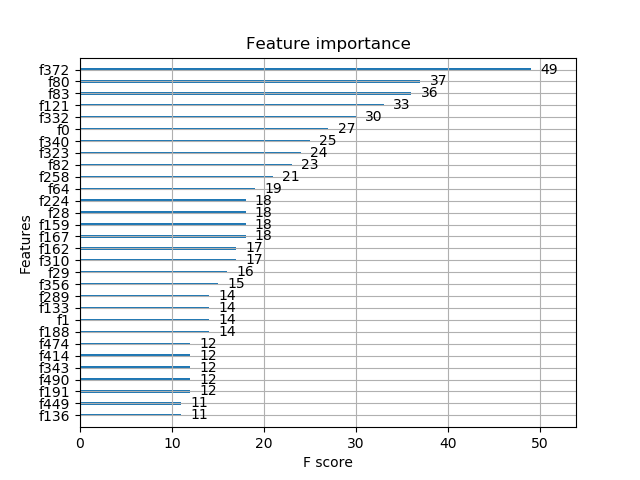 Feature importance
f372 49
f80 37
f83 36
f121 33
f332 30
f0 27
f340 25
f323 24
f82 23
f258 21
f64 19
f224 18
f28 18
f159 18
f167 18
f162 17
f310 17
f29 16
f356 15
f289 14
f133 14
f1 14
f188 14
f474 12
f414 12
f343 12
f490 12
f191 12
f449 11
f136 11
Features
0 10 20 30 40 50
F score